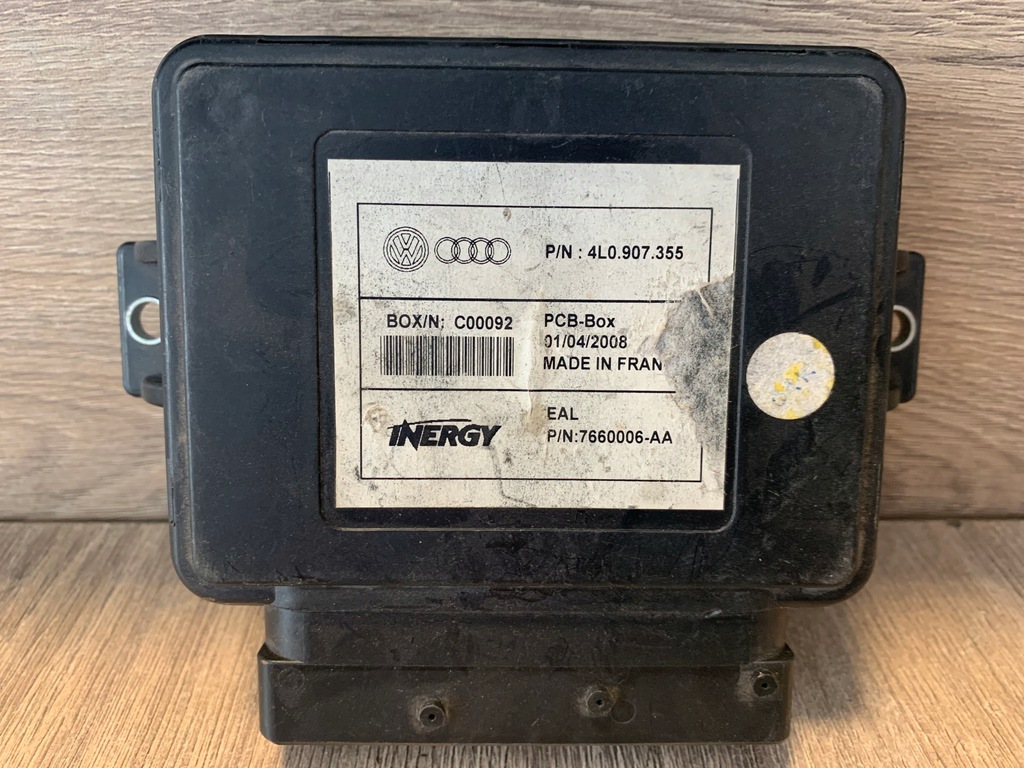 P/N : 4L0.907.355
BOX/N: C00092
PCB-Box
01/04/2008
MADE IN FRAN
INERGY
EAL
P/N:7660006-AA